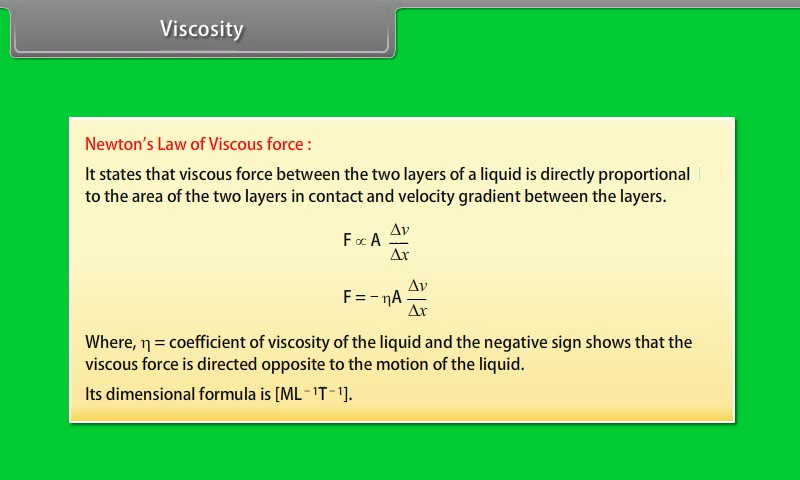 Viscosity
Newton's Law of Viscous force :
It states that viscous force between the two layers of a liquid is directly proportional
to the area of the two layers in contact and velocity gradient between the layers.
F ∝ A Δv/Δx
F = – ηA Δv/Δx
Where, η = coefficient of viscosity of the liquid and the negative sign shows that the
viscous force is directed opposite to the motion of the liquid.
Its dimensional formula is [ML⁻¹T⁻¹].